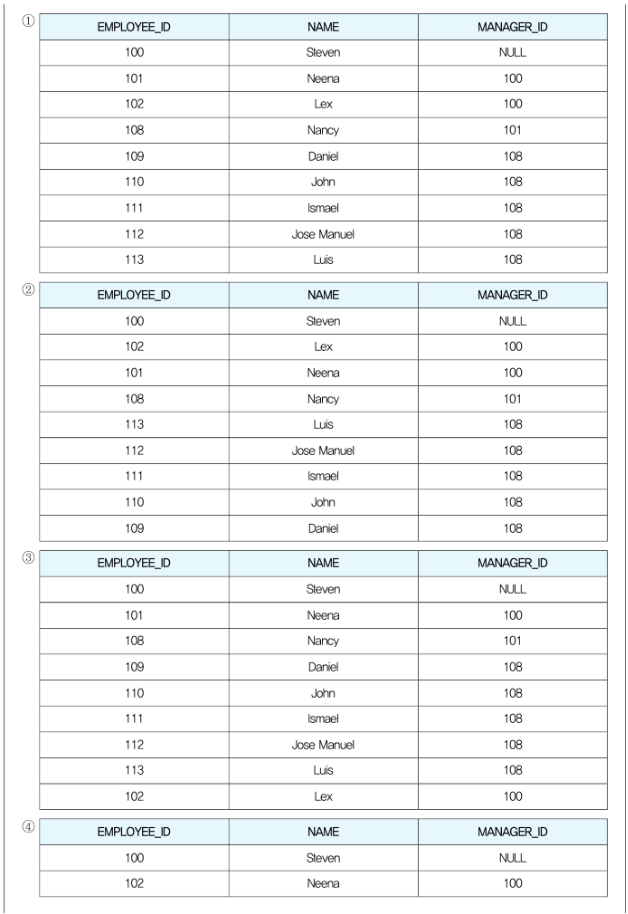 ① EMPLOYEE_ID NAME MANAGER_ID
100 Steven NULL
101 Neena 100
102 Lex 100
108 Nancy 101
109 Daniel 108
110 John 108
111 Ismael 108
112 Jose Manuel 108
113 Luis 108
② EMPLOYEE_ID NAME MANAGER_ID
100 Steven NULL
102 Lex 100
101 Neena 100
108 Nancy 101
113 Luis 108
112 Jose Manuel 108
111 Ismael 108
110 John 108
109 Daniel 108
③ EMPLOYEE_ID NAME MANAGER_ID
100 Steven NULL
101 Neena 100
108 Nancy 101
109 Daniel 108
110 John 108
111 Ismael 108
112 Jose Manuel 108
113 Luis 108
102 Lex 100
④ EMPLOYEE_ID NAME MANAGER_ID
100 Steven NULL
102 Neena 100